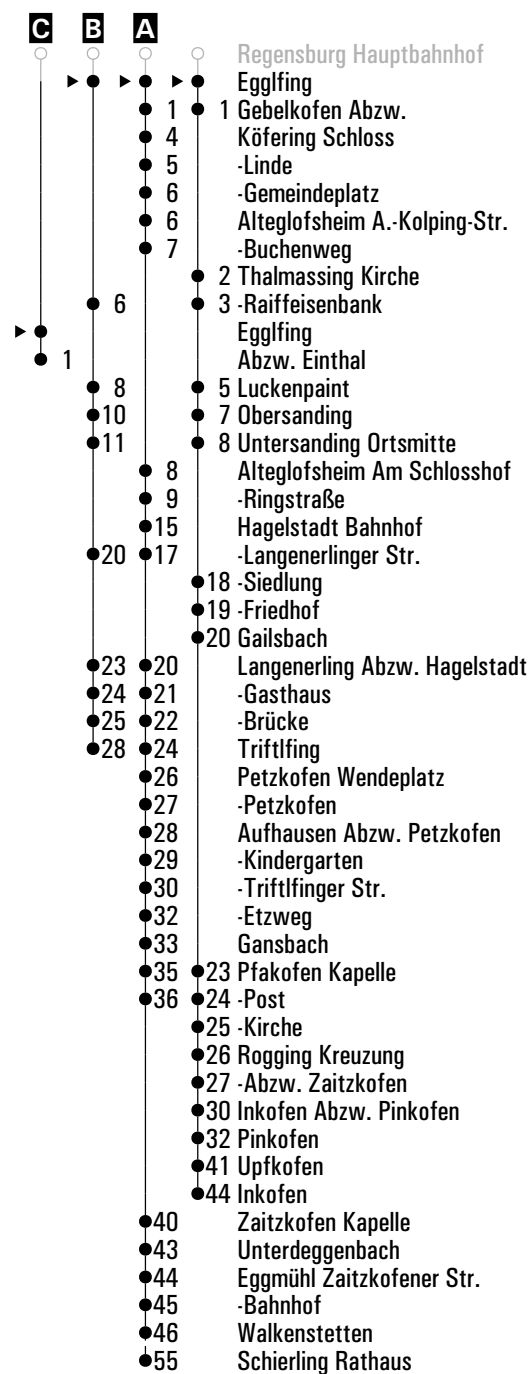 C B A
Regensburg Hauptbahnhof
Egglfing
1 1 Gebelkofen Abzw.
4 Köfering Schloss
5 -Linde
6 -Gemeindeplatz
6 Alteglofsheim A.-Kolping-Str.
7 -Buchenweg
2 Thalmassing Kirche
6 3 -Raiffeisenbank
Egglfing
1 Abzw. Einthal
8 5 Luckenpaint
10 7 Obersanding
11 8 Untersanding Ortsmitte
8 Alteglofsheim Am Schlosshof
9 -Ringstraße
15 Hagelstadt Bahnhof
20 17 -Langenerlinger Str.
18 -Siedlung
19 -Friedhof
20 Gailsbach
23 20 Langenerling Abzw. Hagelstadt
24 21 -Gasthaus
25 22 -Brücke
28 24 Triftlfing
26 Petzkofen Wendeplatz
27 -Petzkofen
28 Aufhausen Abzw. Petzkofen
29 -Kindergarten
30 -Triftlfinger Str.
32 -Etzweg
33 Gansbach
35 23 Pfakofen Kapelle
36 24 -Post
25 -Kirche
26 Rogging Kreuzung
27 -Abzw. Zaitzkofen
30 Inkofen Abzw. Pinkofen
32 Pinkofen
41 Upfkofen
44 Inkofen
40 Zaitzkofen Kapelle
43 Unterdeggenbach
44 Eggmühl Zaitzkofener Str.
45 -Bahnhof
46 Walkenstetten
55 Schierling Rathaus